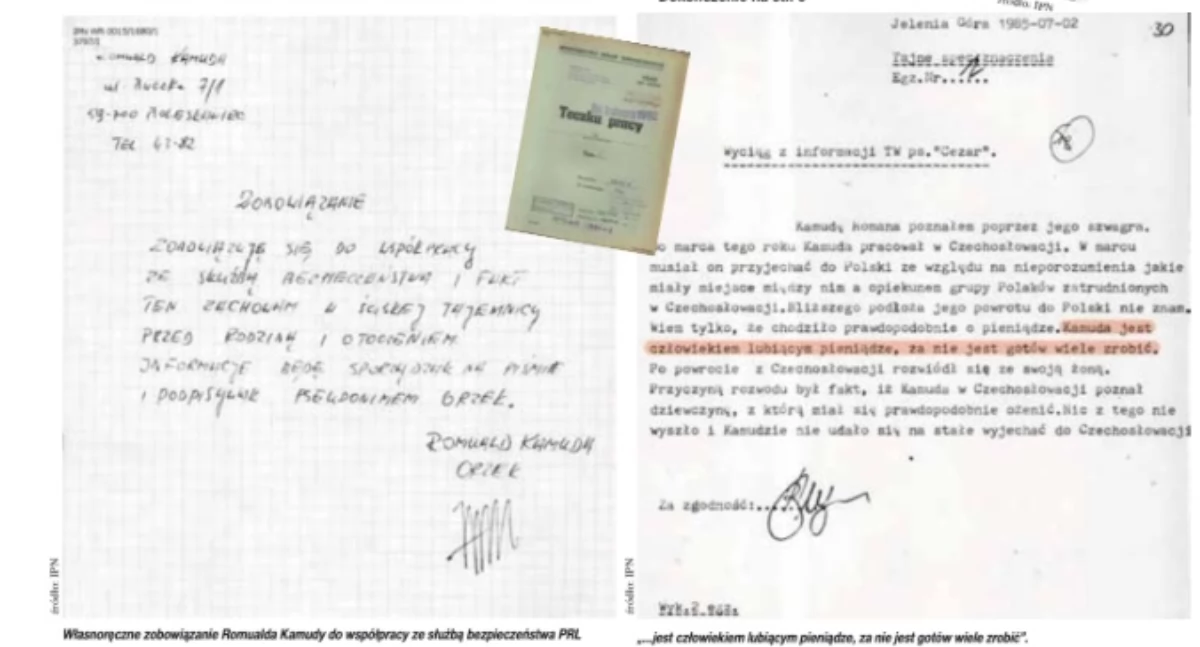 źródło: IPN
Jelenia Góra 1985-07-02
30
Tajne
Egz.Nr......
IPN WR
ROMUALD KAMUDA
ul. 7/1
59-700 BOLESŁAWIEC
TEL 43-82
ZOBOWIĄZANIE
ZOBOWIĄZUJĘ SIĘ DO WSPÓŁPRACY
ZE SŁUŻBĄ BEZPIECZEŃSTWA I FAKT
TEN ZACHOWAM W ŚCISŁEJ TAJEMNICY
PRZED RODZINĄ I OTOCZENIEM
INFORMACJE BĘDĘ SPORZĄDZAŁ NA PIŚMIE
I PODPISYWAŁ PSEUDONIMEM ORZEŁ.
ROMUALD KAMUDA
ORZEŁ
Teczka pracy
Wyciąg z informacji TW ps."Cezar".
Kamudę Romana poznałem poprzez jego szwagra.
Do marca tego roku Kamuda pracował w Czechosłowacji. W marcu
musiał on przyjechać do Polski ze względu na nieporozumienia jakie
miały miejsce między nim a opiekunem grupy Polaków zatrudnionych
w Czechosłowacji.Bliższego podłoża jego powrotu do Polski nie znam.
Wiem tylko, że chodziło prawdopodobnie o pieniądze.Kamuda jest
człowiekiem lubiącym pieniądze, za nie jest gotów wiele zrobić.
Po powrocie z Czechosłowacji rozwiódł się ze swoją żoną.
Przyczyną rozwodu był fakt, iż Kamuda w Czechosłowacji poznał
dziewczynę, z którą miał się prawdopodobnie ożenić.Nic z tego nie
wyszło i Kamudzie nie udało się na stałe wyjechać do Czechosłowacji
Za zgodność:......
Wyk.2 egz.
źródło: IPN
źródło: IPN
Własnoręczne zobowiązanie Romualda Kamudy do współpracy ze służbą bezpieczeństwa PRL
„...jest człowiekiem lubiącym pieniądze, za nie jest gotów wiele zrobić".